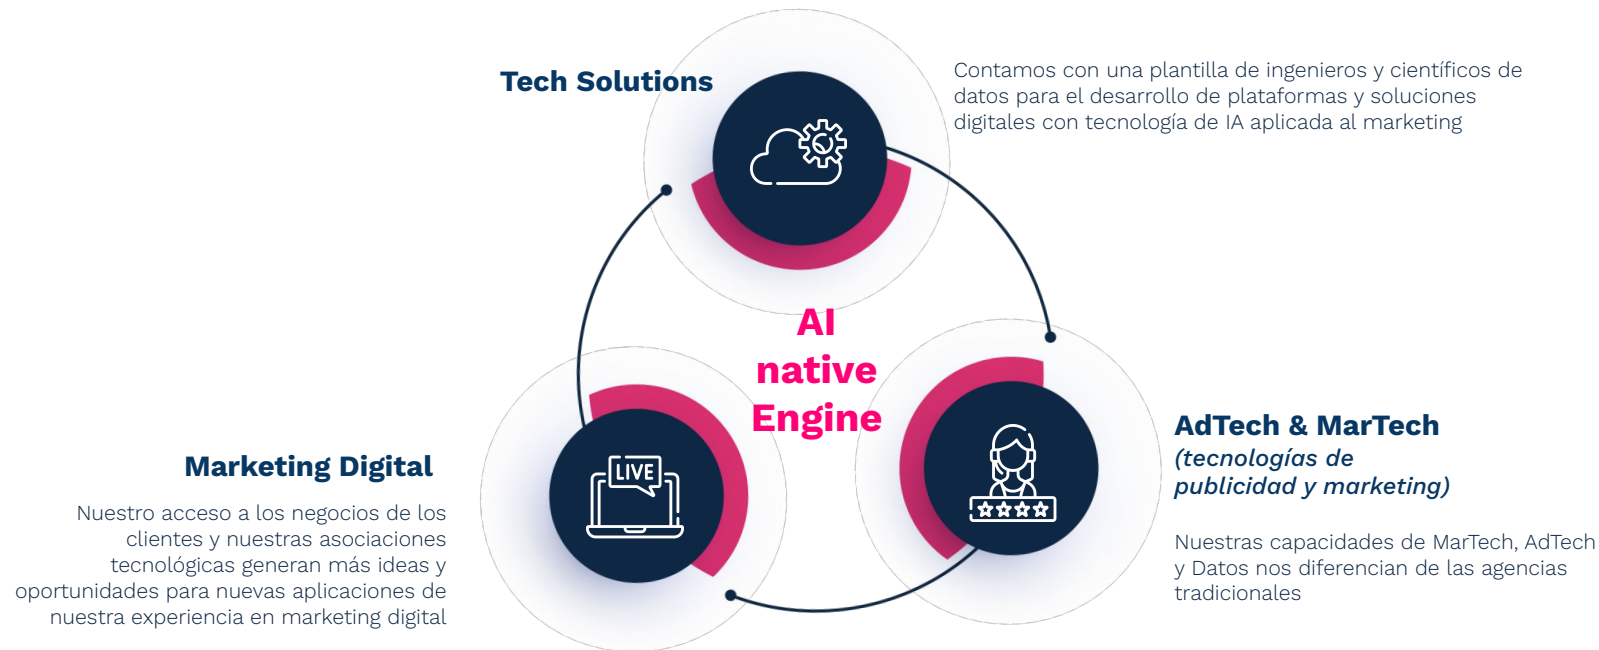 Tech Solutions
Contamos con una plantilla de ingenieros y científicos de
datos para el desarrollo de plataformas y soluciones
digitales con tecnología de IA aplicada al marketing
AI
native
Engine
AdTech & MarTech
(tecnologías de
publicidad y marketing)
Nuestras capacidades de MarTech, AdTech
y Datos nos diferencian de las agencias
tradicionales
Marketing Digital
Nuestro acceso a los negocios de los
clientes y nuestras asociaciones
tecnológicas generan más ideas y
oportunidades para nuevas aplicaciones de
nuestra experiencia en marketing digital
LIVE